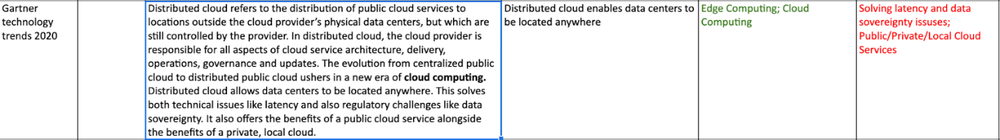 Gartner
technology
trends 2020
Distributed cloud refers to the distribution of public cloud services to
locations outside the cloud provider's physical data centers, but which are
still controlled by the provider. In distributed cloud, the cloud provider is
responsible for all aspects of cloud service architecture, delivery,
operations, governance and updates. The evolution from centralized public
cloud to distributed public cloud ushers in a new era of cloud computing.
Distributed cloud allows data centers to be located anywhere. This solves
both technical issues like latency and also regulatory challenges like data
sovereignty. It also offers the benefits of a public cloud service alongside
the benefits of a private, local cloud.
Distributed cloud enables data centers to
be located anywhere
Edge Computing; Cloud
Computing
Solving latency and data
sovereignty issuses;
Public/Private/Local Cloud
Services